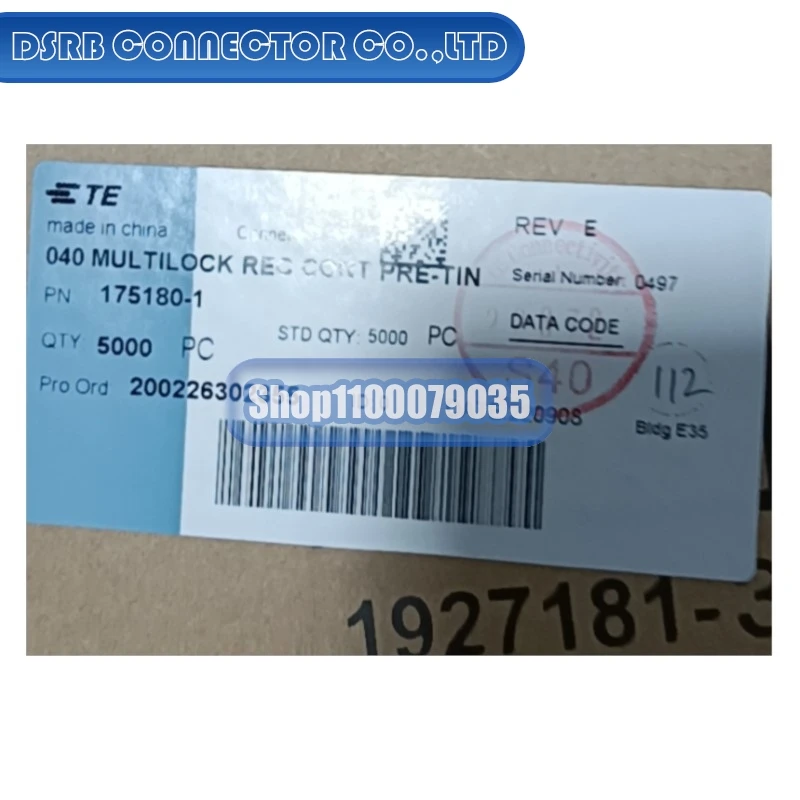 DSRB CONNECTOR CO.,LTD
TE
made in china
REV E
040 MULTILOCK REC CONT PRE-TIN
Serial Number: 0497
PN 175180-1
DATA CODE
QTY 5000 PC
STD QTY: 5000 PC
S40
112
Pro Ord
Shop1100079035
Bldg E35
1927181-3